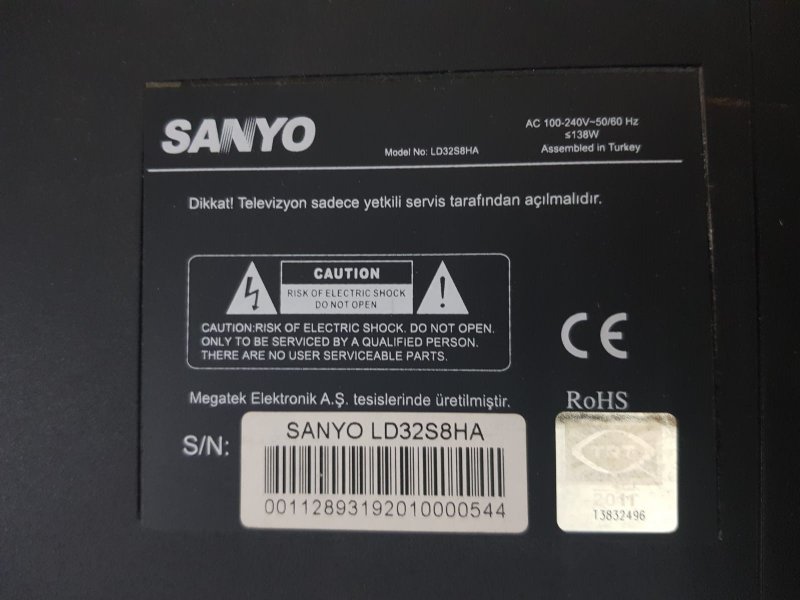 SANYO
Model No: LD32S8HA
AC 100-240V~50/60 Hz
≤138W
Assembled in Turkey
Dikkat! Televizyon sadece yetkili servis tarafından açılmalıdır.
CAUTION
RISK OF ELECTRIC SHOCK
DO NOT OPEN
CAUTION:RISK OF ELECTRIC SHOCK. DO NOT OPEN.
ONLY TO BE SERVICED BY A QUALIFIED PERSON.
THERE ARE NO USER SERVICEABLE PARTS.
CE
Megatek Elektronik A.Ş. tesislerinde üretilmiştir.
RoHS
S/N:
SANYO LD32S8HA
00112893192010000544
TRT
2011
13832496